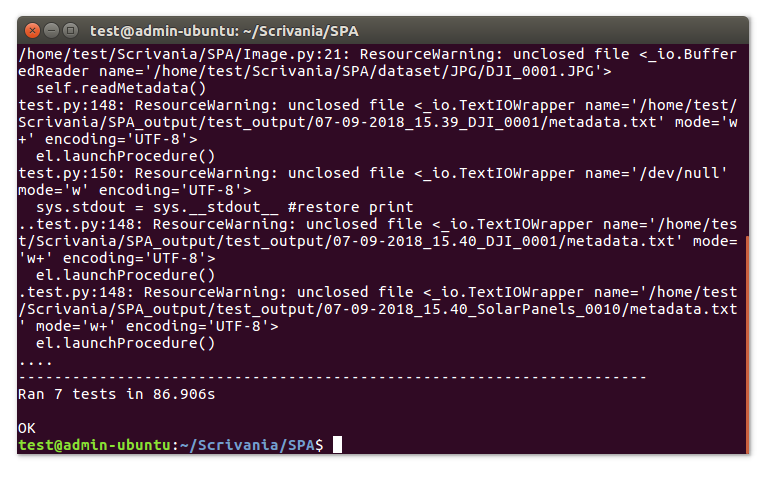 test@admin-ubuntu: ~/Scrivania/SPA
/home/test/Scrivania/SPA/Image.py:21: ResourceWarning: unclosed file <_io.Buffer
edReader name='/home/test/Scrivania/SPA/dataset/JPG/DJI_0001.JPG'>
  self.readMetadata()
test.py:148: ResourceWarning: unclosed file <_io.TextIOWrapper name='/home/test/
Scrivania/SPA_output/test_output/07-09-2018_15.39_DJI_0001/metadata.txt' mode='w
+' encoding='UTF-8'>
  el.launchProcedure()
test.py:150: ResourceWarning: unclosed file <_io.TextIOWrapper name='/dev/null'
mode='w' encoding='UTF-8'>
  sys.stdout = sys.__stdout__ #restore print
..test.py:148: ResourceWarning: unclosed file <_io.TextIOWrapper name='/home/tes
t/Scrivania/SPA_output/test_output/07-09-2018_15.40_DJI_0001/metadata.txt' mode=
'w+' encoding='UTF-8'>
  el.launchProcedure()
.test.py:148: ResourceWarning: unclosed file <_io.TextIOWrapper name='/home/test
/Scrivania/SPA_output/test_output/07-09-2018_15.40_SolarPanels_0010/metadata.txt
' mode='w+' encoding='UTF-8'>
  el.launchProcedure()
....
----------------------------------------------------------------------
Ran 7 tests in 86.906s

OK
test@admin-ubuntu:~/Scrivania/SPA$